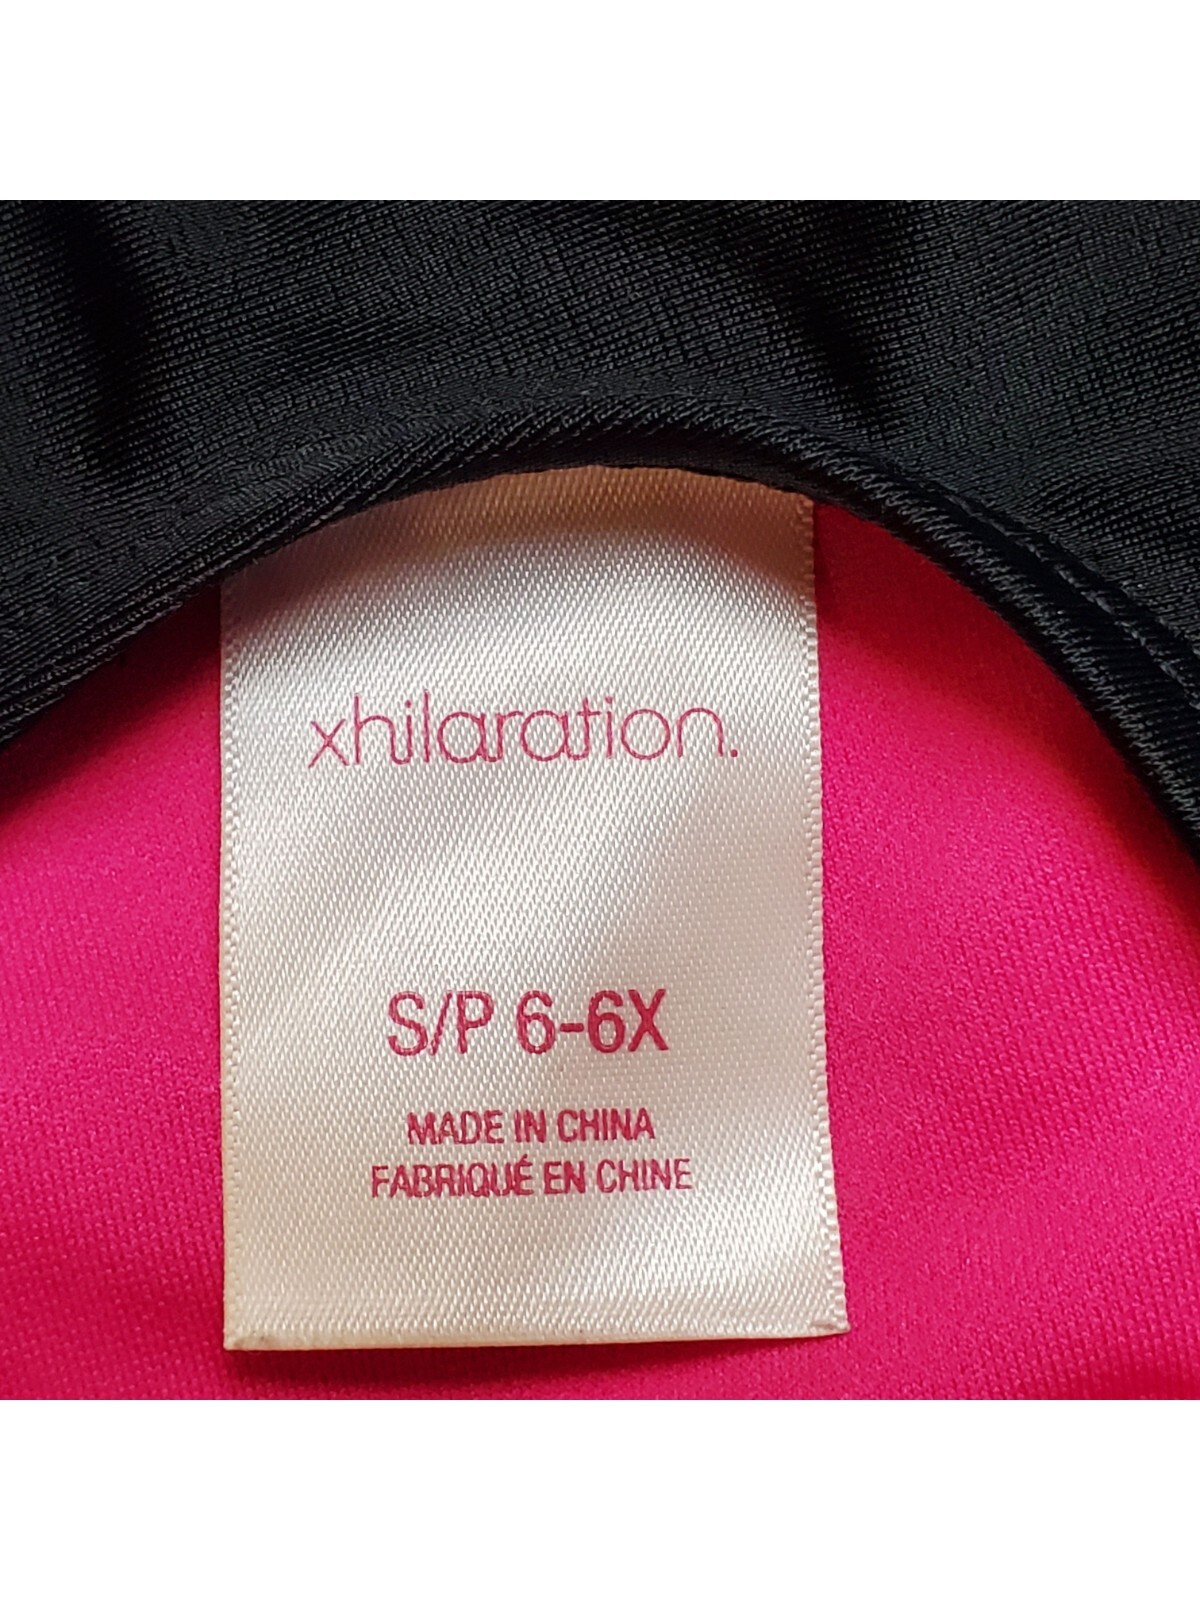 xhilaration.
S/P 6-6X
MADE IN CHINA
FABRIQUÉ EN CHINE